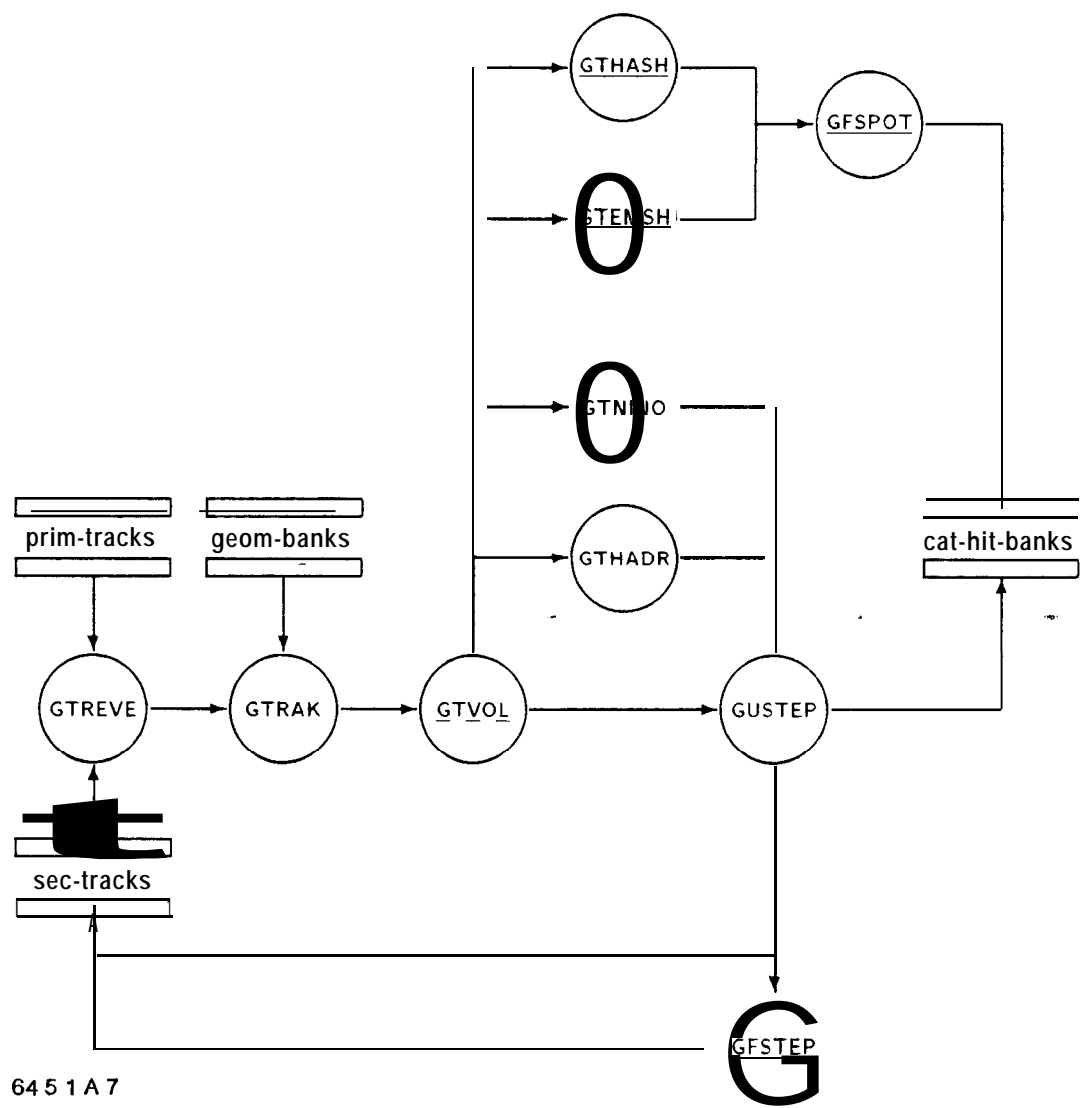 GTHASH
GFSPOT
GTHADR
prim-tracks
geom-banks
cat-hit-banks
GTREVE
GTRAK
GTVOL
GUSTEP
sec-tracks
GFSTEP
6451A7